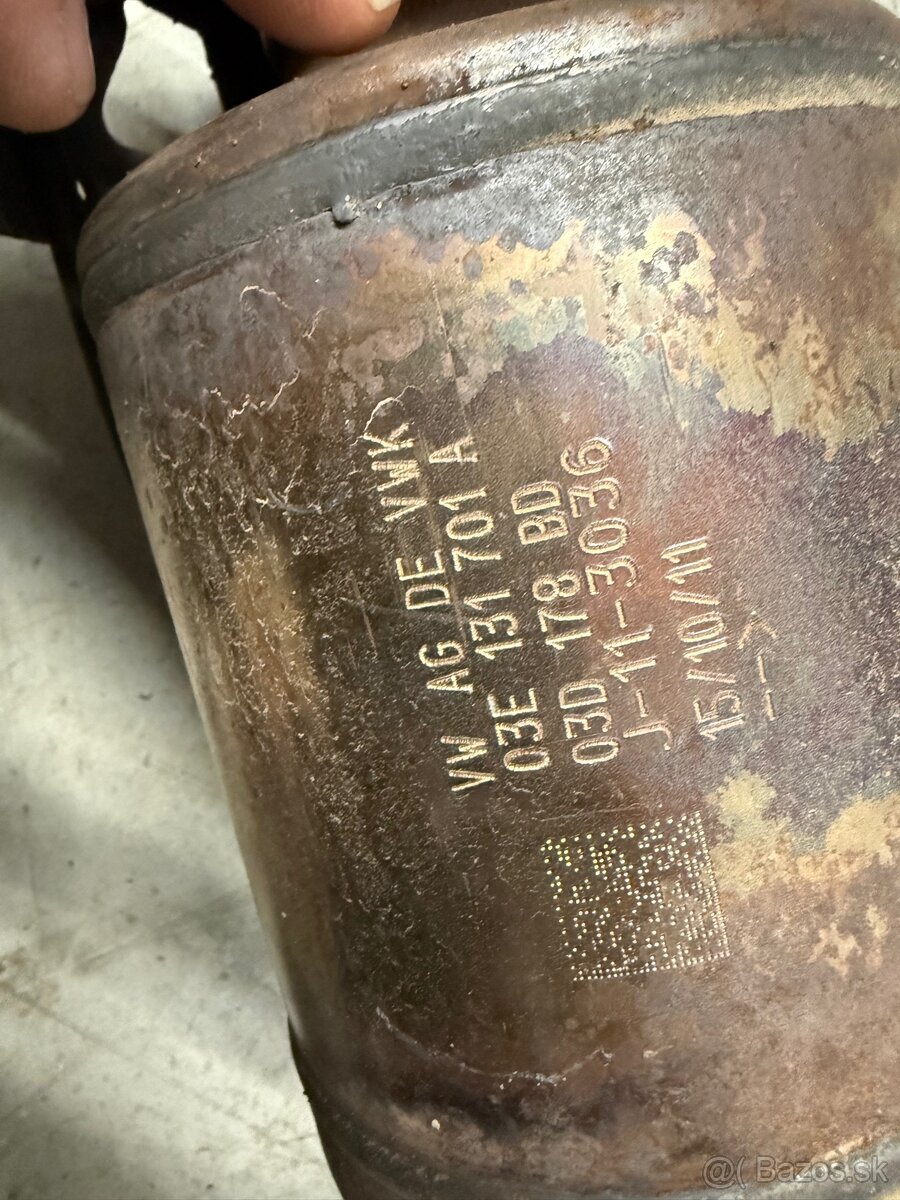 VW AG DE VWK
03E 131 701 A
03D 178 BD
J-11-3036
15/10/11
-->
@( Bazos.sk